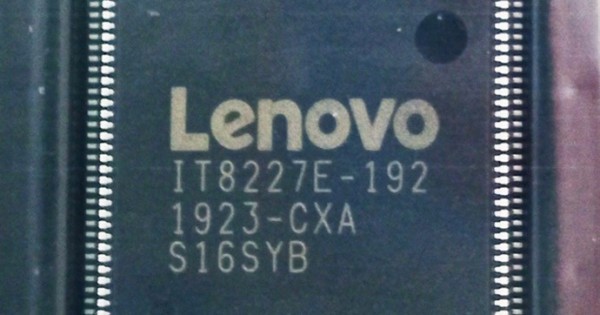 Lenovo
IT8227E-192
1923-CXA
S16SYB